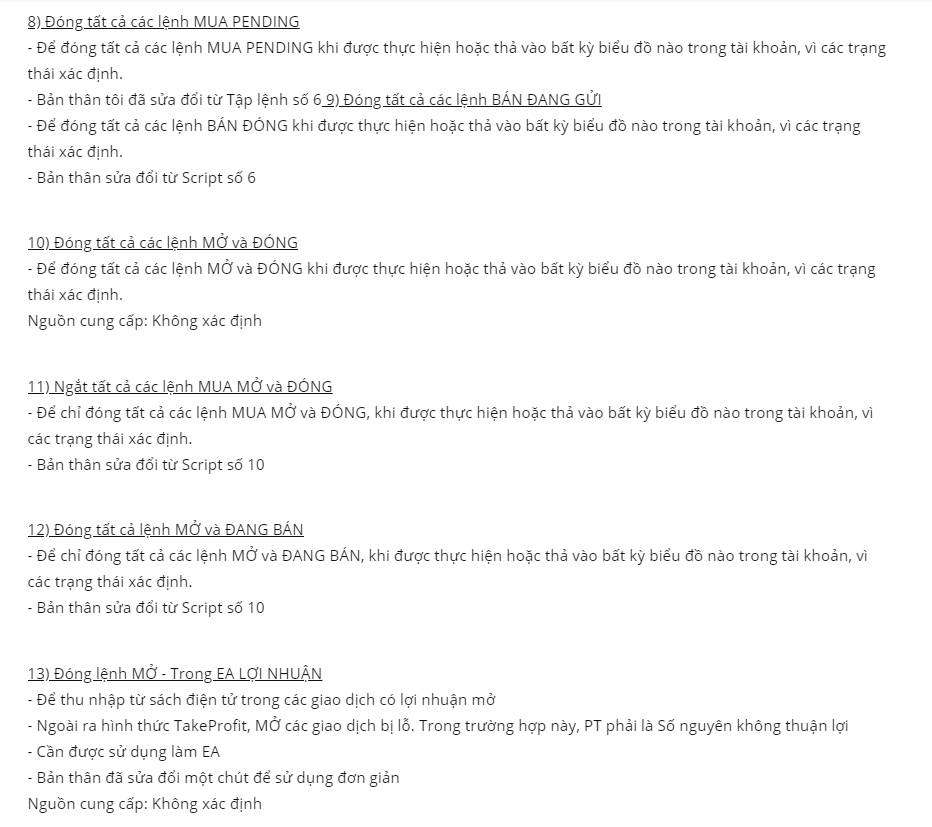 8) Đóng tất cả các lệnh MUA PENDING
- Để đóng tất cả các lệnh MUA PENDING khi được thực hiện hoặc thả vào bất kỳ biểu đồ nào trong tài khoản, vì các trạng
thái xác định.
- Bản thân tôi đã sửa đổi từ Tập lệnh số 6 9) Đóng tất cả các lệnh BÁN ĐANG GỬI
- Để đóng tất cả các lệnh BÁN ĐÓNG khi được thực hiện hoặc thả vào bất kỳ biểu đồ nào trong tài khoản, vì các trạng
thái xác định.
- Bản thân sửa đổi từ Script số 6
10) Đóng tất cả các lệnh MỞ và ĐÓNG
- Để đóng tất cả các lệnh MỞ và ĐÓNG khi được thực hiện hoặc thả vào bất kỳ biểu đồ nào trong tài khoản, vì các trạng
thái xác định.
Nguồn cung cấp: Không xác định
11) Ngắt tất cả các lệnh MUA MỞ và ĐÓNG
- Để chỉ đóng tất cả các lệnh MUA MỞ và ĐÓNG, khi được thực hiện hoặc thả vào bất kỳ biểu đồ nào trong tài khoản, vì
các trạng thái xác định.
- Bản thân sửa đổi từ Script số 10
12) Đóng tất cả lệnh MỞ và ĐANG BÁN
- Để chỉ đóng tất cả các lệnh MỞ và ĐANG BÁN, khi được thực hiện hoặc thả vào bất kỳ biểu đồ nào trong tài khoản, vì
các trạng thái xác định.
- Bản thân sửa đổi từ Script số 10
13) Đóng lệnh MỞ - Trong EA LỢI NHUẬN
- Để thu nhập từ sách điện tử trong các giao dịch có lợi nhuận mở
- Ngoài ra hình thức TakeProfit, MỞ các giao dịch bị lỗ. Trong trường hợp này, PT phải là Số nguyên không thuận lợi
- Cần được sử dụng làm EA
- Bản thân đã sửa đổi một chút để sử dụng đơn giản
Nguồn cung cấp: Không xác định